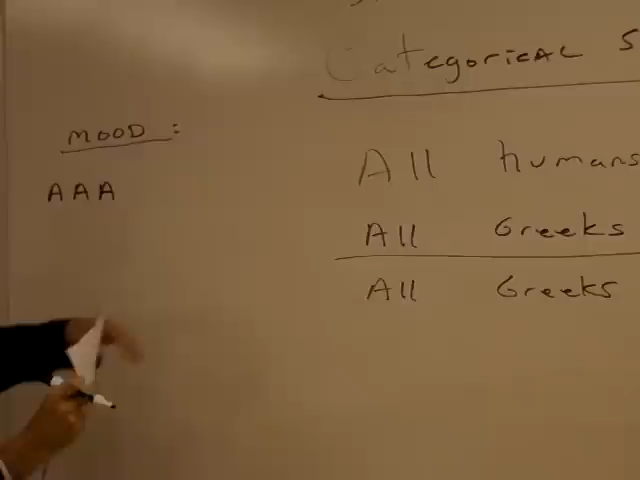 Categorical S
MOOD :
AAA
All humans
All Greeks
All Greeks